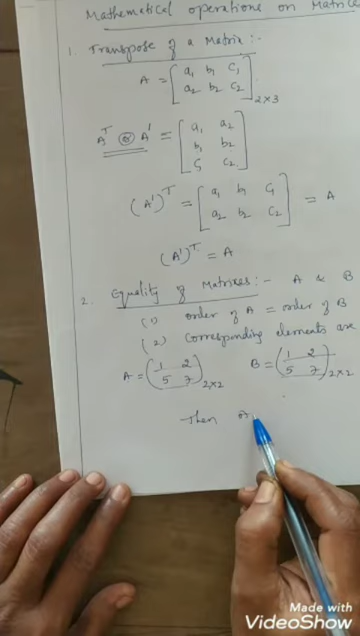 Mathematical operations on Matrice
1. Transpose of a Matrix :-
A = [ a₁ b₁ c₁
a₂ b₂ c₂ ] 2×3
Aᵀ or A' = [ a₁ a₂
b₁ b₂
c₁ c₂ ]
(A')ᵀ = [ a₁ b₁ c₁
a₂ b₂ c₂ ] = A
(A')ᵀ = A
2. Equality of Matrices :- A & B
(1) order of A = order of B
(2) Corresponding elements are
A = ( 1 2
5 7 ) 2×2 B = ( 1 2
5 7 ) 2×2
Then
Made with
VideoShow